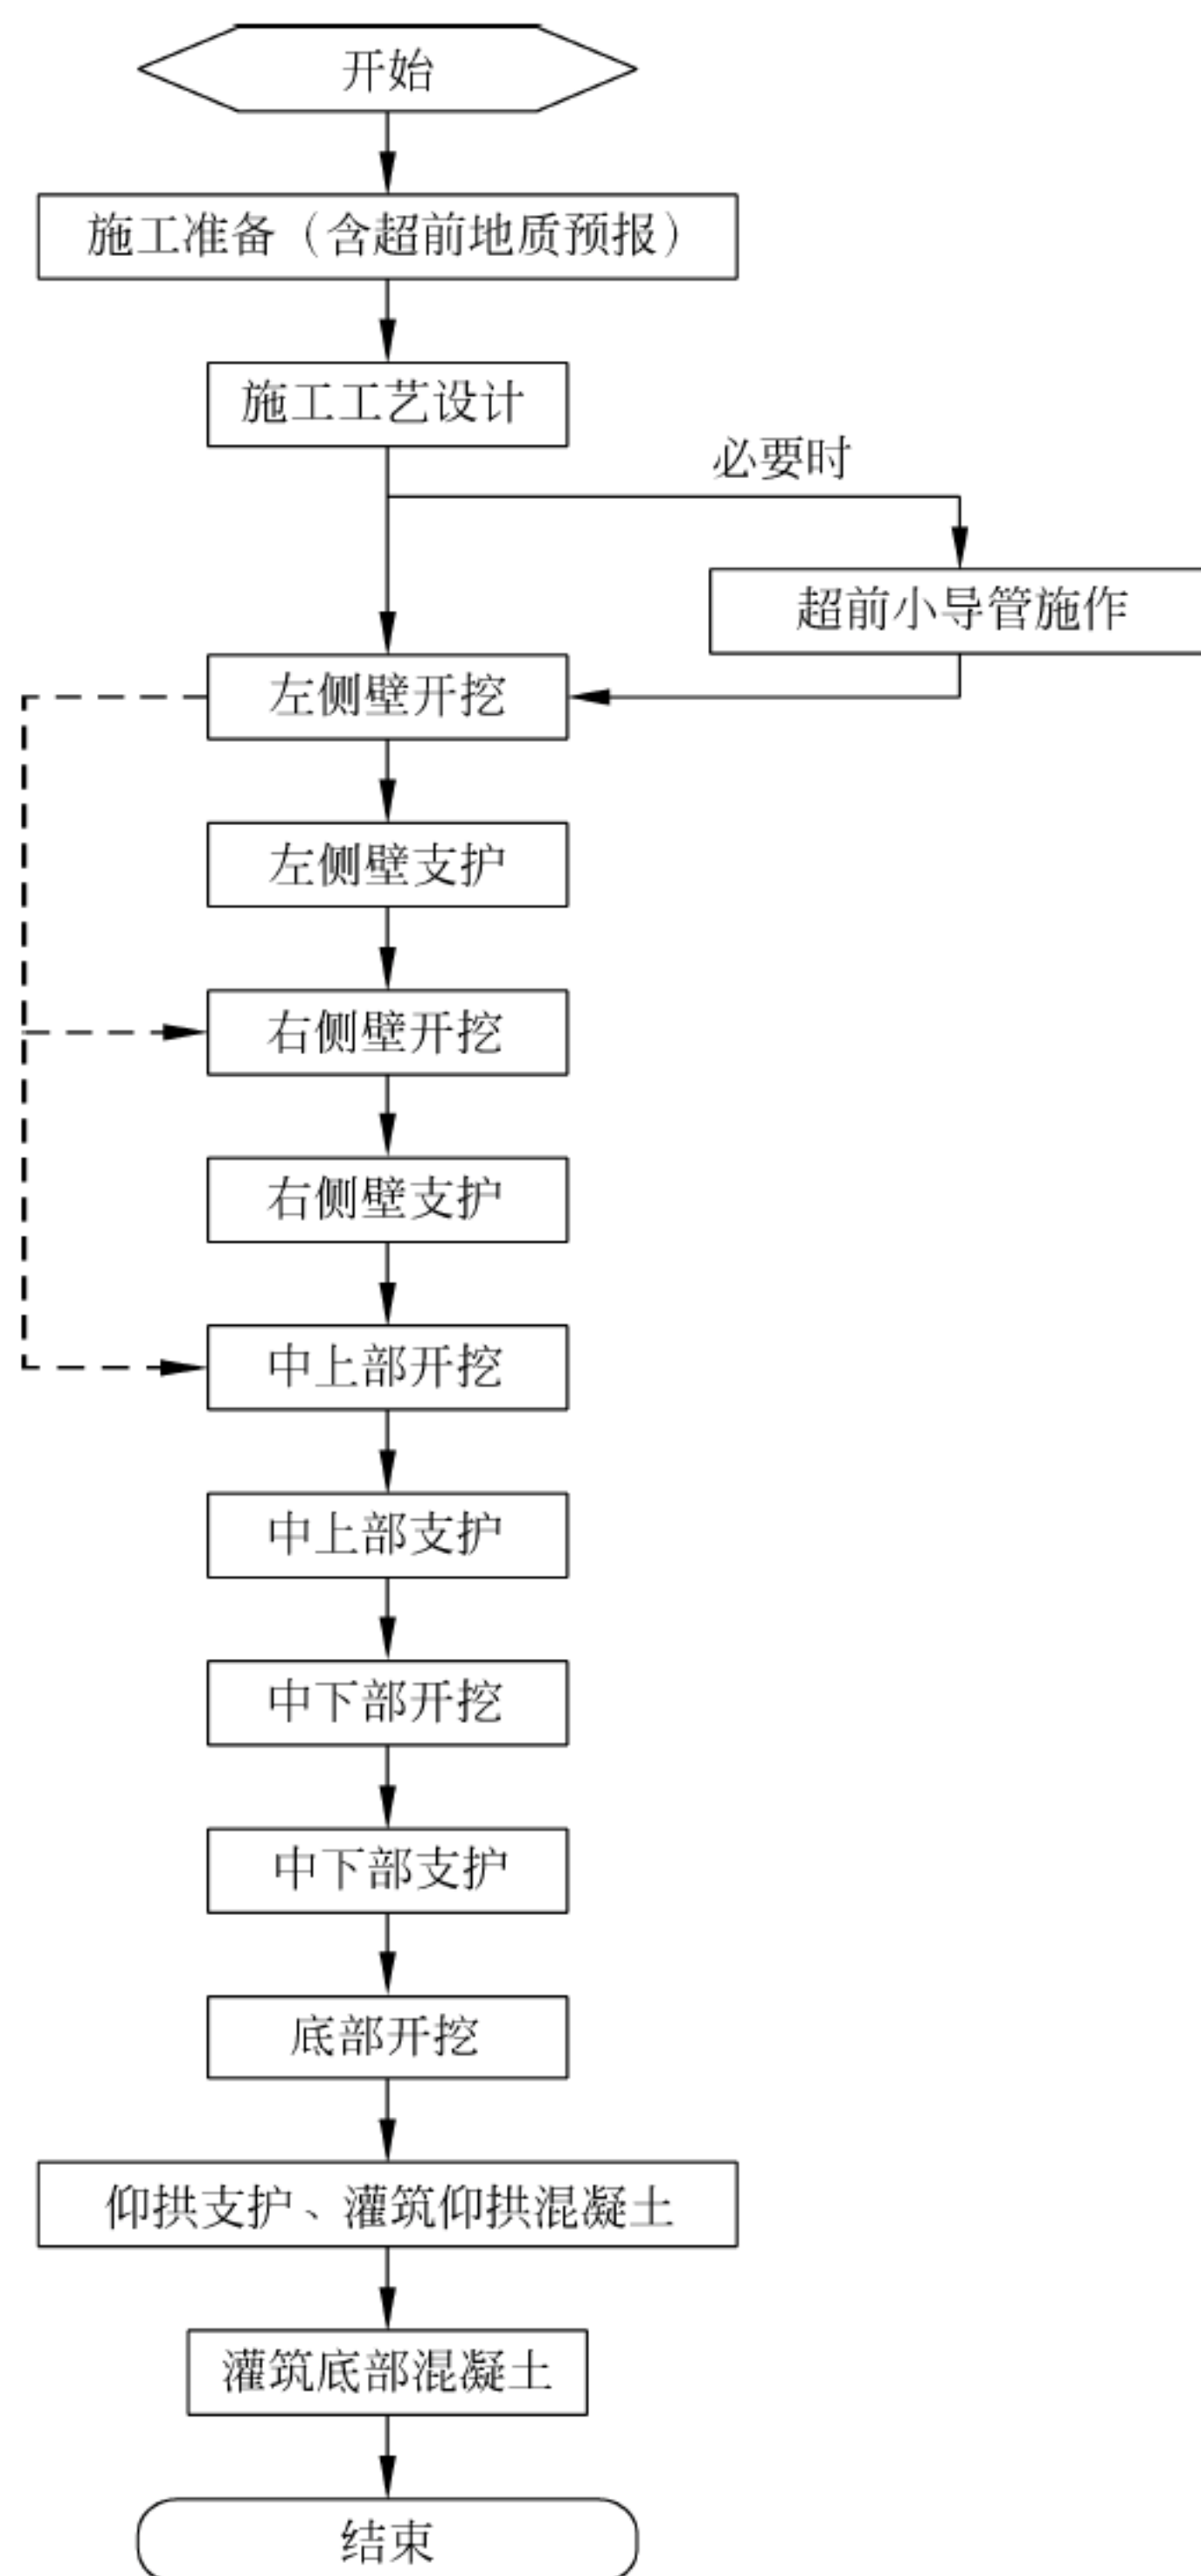 开始
施工准备（含超前地质预报）
施工工艺设计
必要时
超前小导管施作
左侧壁开挖
左侧壁支护
右侧壁开挖
右侧壁支护
中上部开挖
中上部支护
中下部开挖
中下部支护
底部开挖
仰拱支护、灌筑仰拱混凝土
灌筑底部混凝土
结束